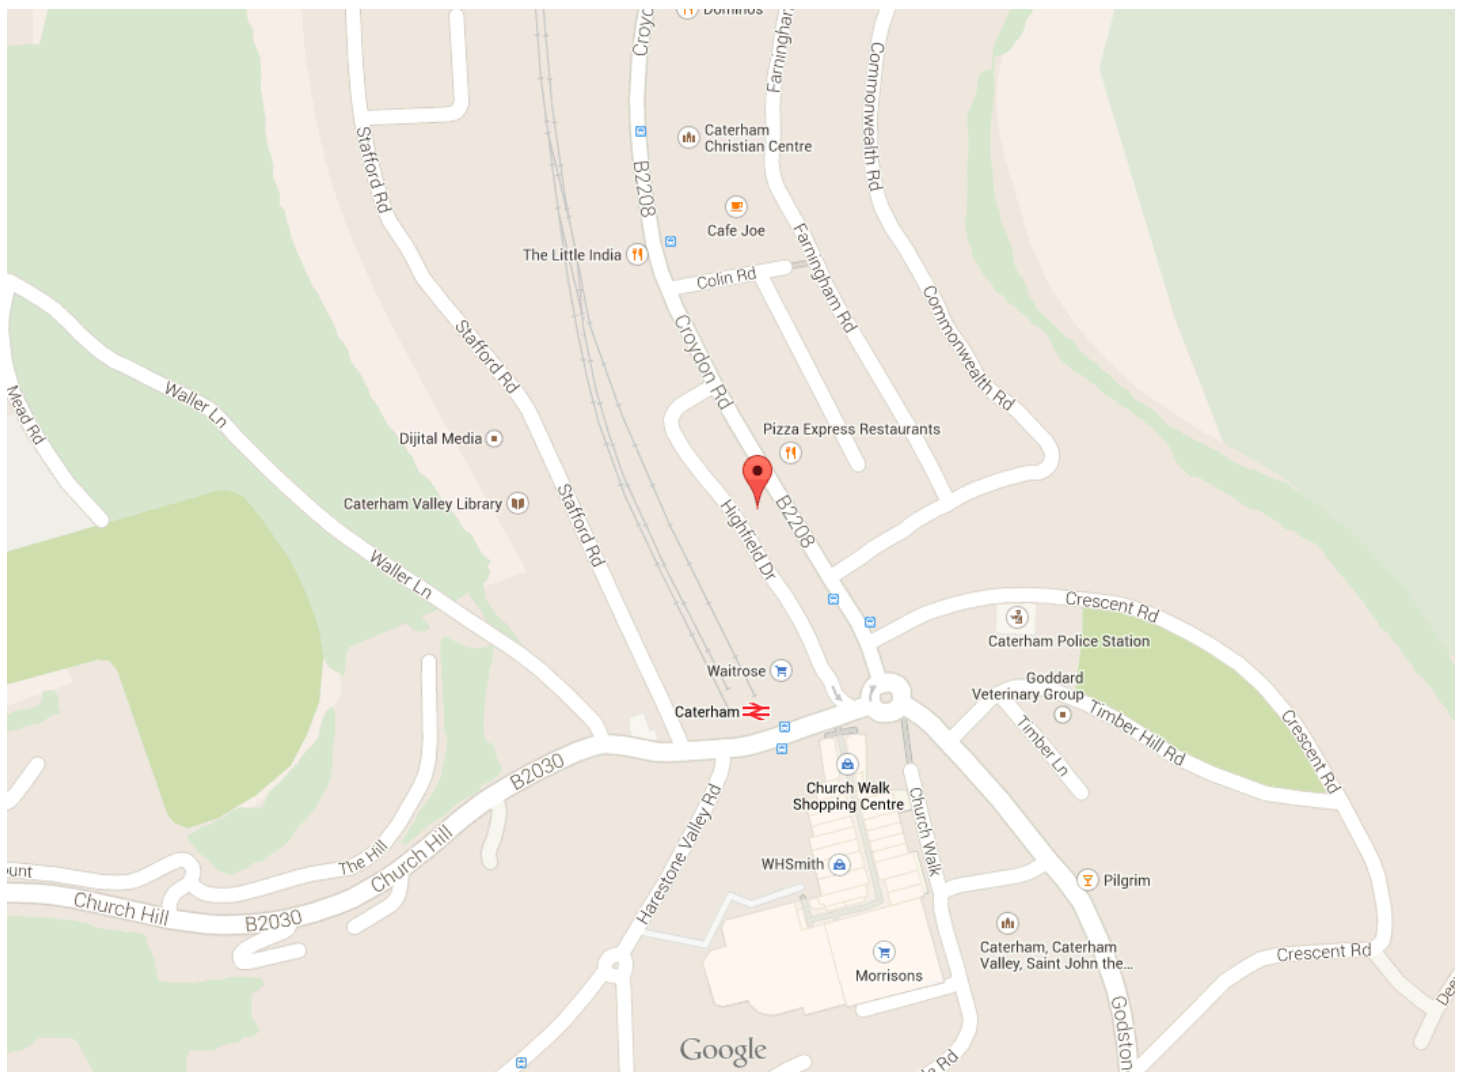 Dominos
Croyd
Farningham
Commonwealth Rd
Caterham
Christian Centre
Stafford Rd
B2208
Cafe Joe
The Little India
Farningham Rd
Colin Rd
Commonwealth Rd
Croydon Rd
Stafford Rd
Waller Ln
Mead Rd
Pizza Express Restaurants
Dijital Media
Caterham Valley Library
B2208
Highfield Dr
Stafford Rd
Waller Ln
Crescent Rd
Caterham Police Station
Waitrose
Goddard
Veterinary Group
Caterham
Timber Hill Rd
Timber Ln
Crescent Rd
B2030
Church Walk
Shopping Centre
Church Walk
Harestone Valley Rd
The Hill
Church Hill
WHSmith
ount
Pilgrim
Church Hill
B2030
Caterham, Caterham
Valley, Saint John the...
Crescent Rd
Morrisons
Godston
Google